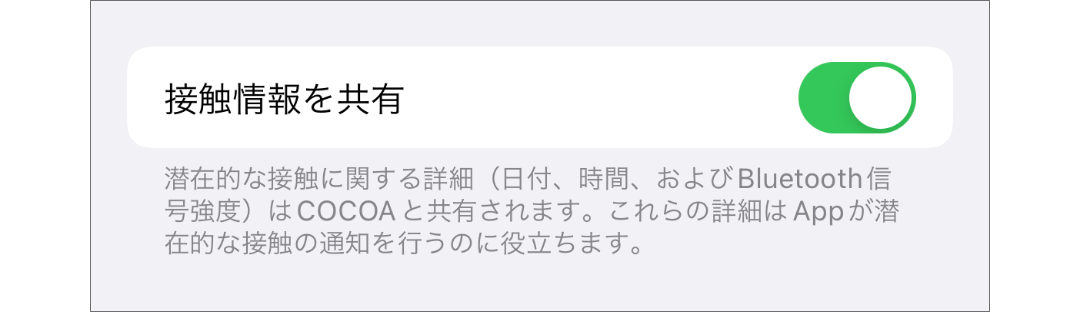 接触情報を共有
潜在的な接触に関する詳細（日付、時間、およびBluetooth信
号強度）はCOCOAと共有されます。これらの詳細はAppが潜
在的な接触の通知を行うのに役立ちます。